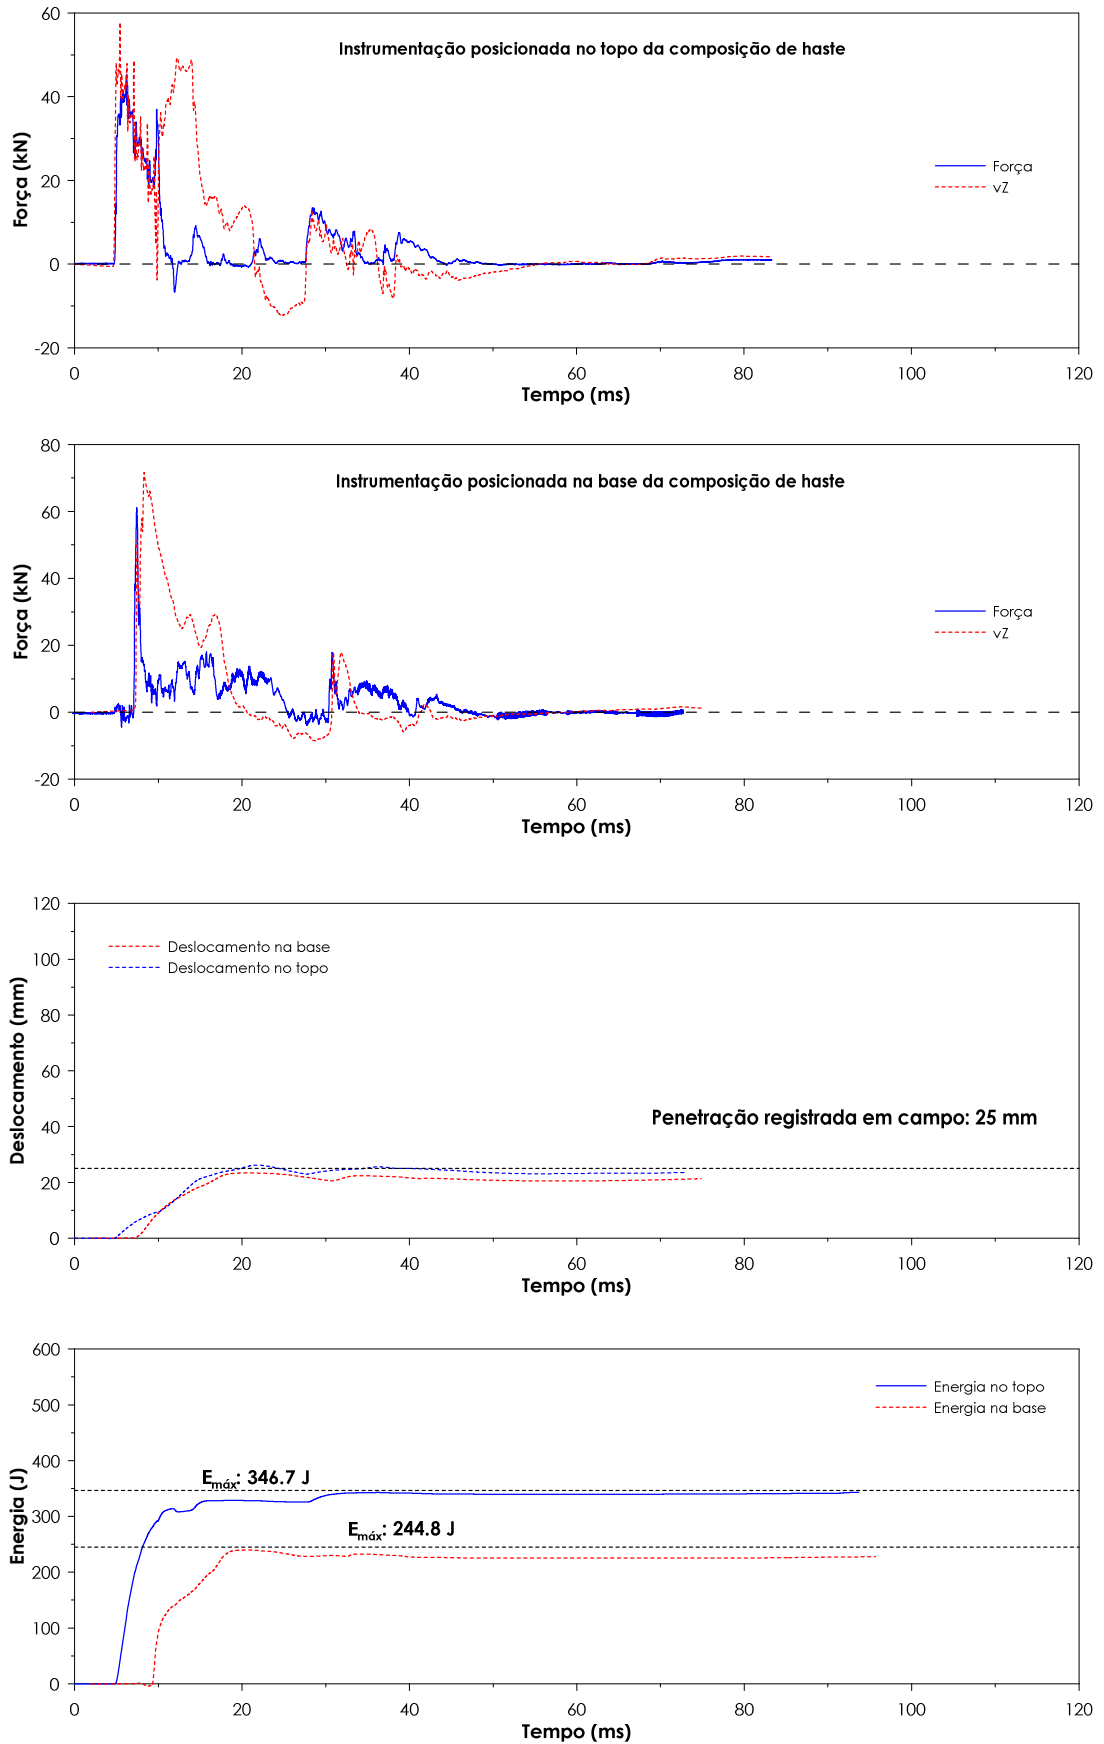 60
Instrumentação posicionada no topo da composição de haste
40
Força (kN)
Força
20
vZ
0
-20
0 20 40 60 80 100 120
Tempo (ms)
80
Instrumentação posicionada na base da composição de haste
60
40
Força (kN)
Força
20
vZ
0
-20
0 20 40 60 80 100 120
Tempo (ms)
120
Deslocamento na base
100
Deslocamento no topo
80
Deslocamento (mm)
60
Penetração registrada em campo: 25 mm
40
20
0
0 20 40 60 80 100 120
Tempo (ms)
600
Energia no topo
500
Energia na base
400
Emáx: 346.7 J
Energia (J)
300
Emáx: 244.8 J
200
100
0
0 20 40 60 80 100 120
Tempo (ms)